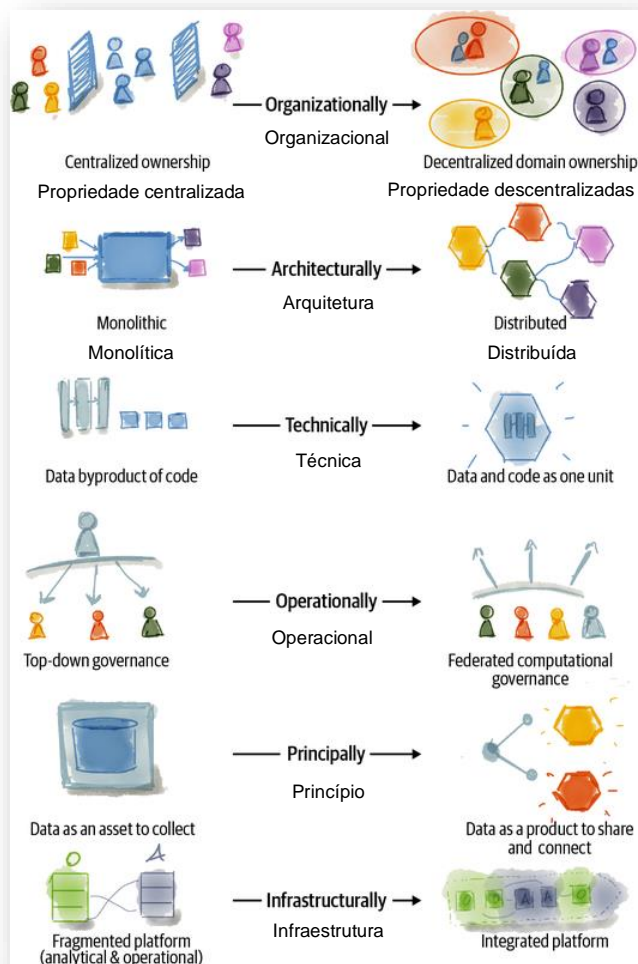 Organizationally
Organizacional
Centralized ownership
Decentralized domain ownership
Propriedade centralizada
Propriedade descentralizadas
Architecturally
Arquitetura
Monolithic
Distributed
Monolítica
Distribuída
Technically
Técnica
Data byproduct of code
Data and code as one unit
Operationally
Operacional
Top-down governance
Federated computational
governance
Principally
Princípio
Data as an asset to collect
Data as a product to share
and connect
O
A
Infrastructurally
Infraestrutura
O
D
A
A
O
Fragmented platform
(analytical & operational)
Integrated platform